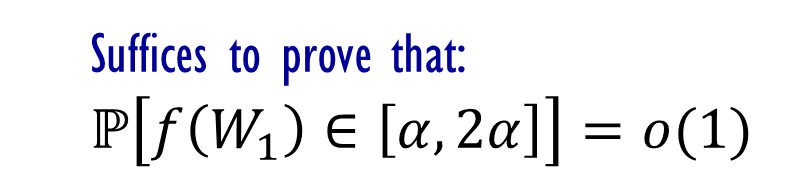 Suffices to prove that:
ℙ[f(W₁) ∈ [α, 2α]] = o(1)